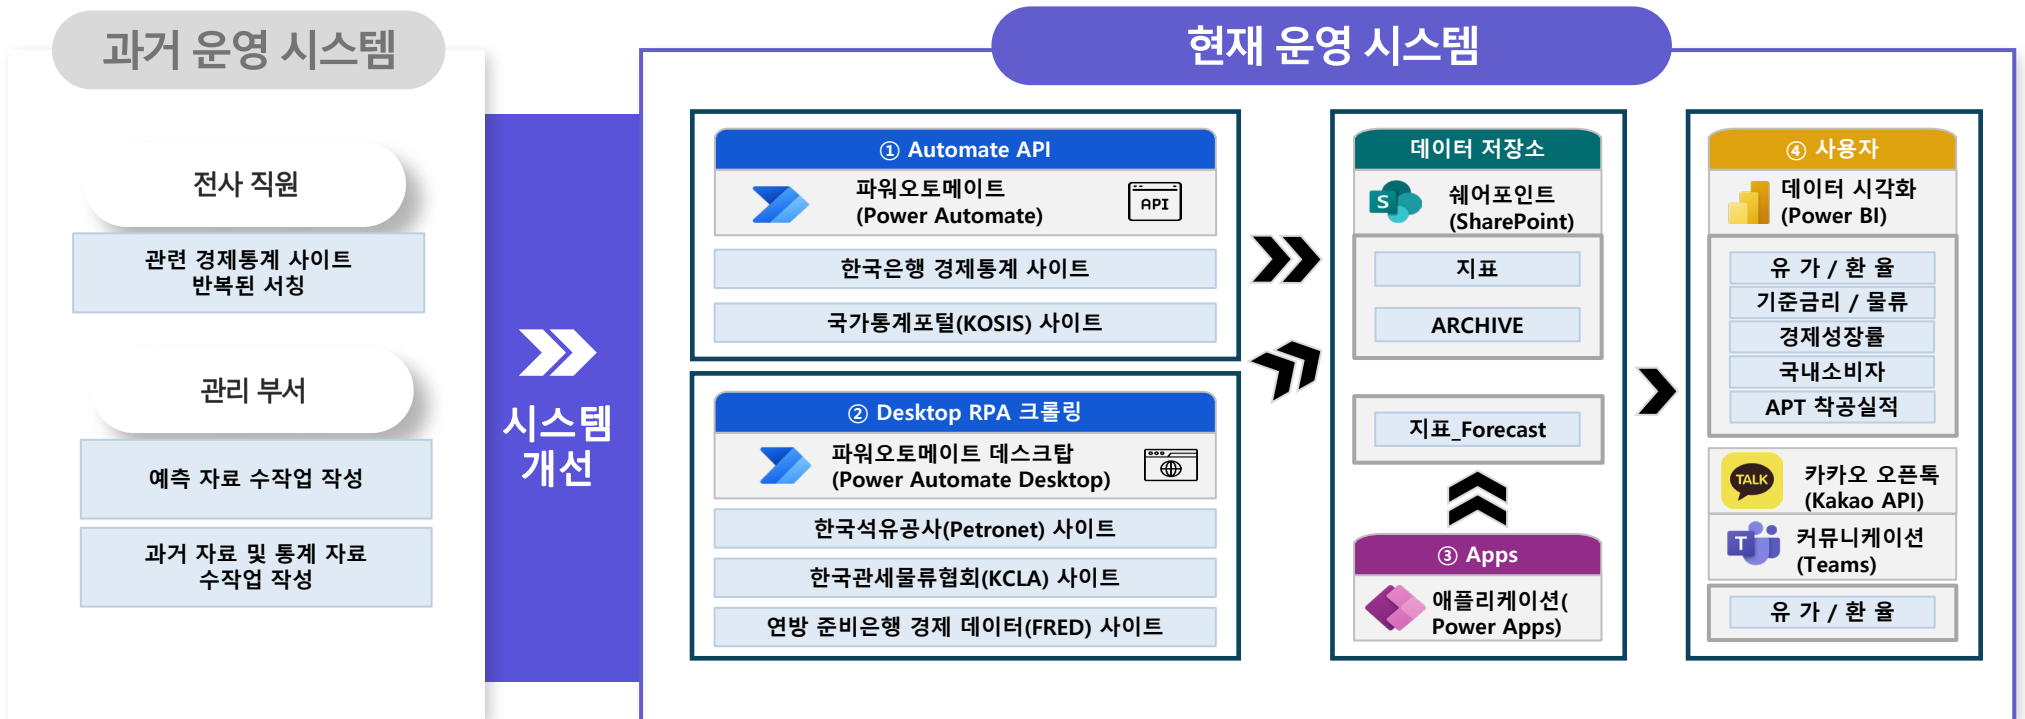 과거 운영 시스템
전사 직원
관련 경제통계 사이트
반복된 서칭
관리 부서
예측 자료 수작업 작성
과거 자료 및 통계 자료
수작업 작성
시스템
개선
현재 운영 시스템
① Automate API
파워오토메이트
(Power Automate)
API
한국은행 경제통계 사이트
국가통계포털(KOSIS) 사이트
② Desktop RPA 크롤링
파워오토메이트 데스크탑
(Power Automate Desktop)
한국석유공사(Petronet) 사이트
한국관세물류협회(KCLA) 사이트
연방 준비은행 경제 데이터(FRED) 사이트
데이터 저장소
S
쉐어포인트
(SharePoint)
지표
ARCHIVE
지표_Forecast
③ Apps
애플리케이션(
Power Apps)
④ 사용자
데이터 시각화
(Power BI)
유 가 / 환 율
기준금리 / 물류
경제성장률
국내소비자
APT 착공실적
TALK
카카오 오픈톡
(Kakao API)
T
커뮤니케이션
(Teams)
유 가 / 환 율